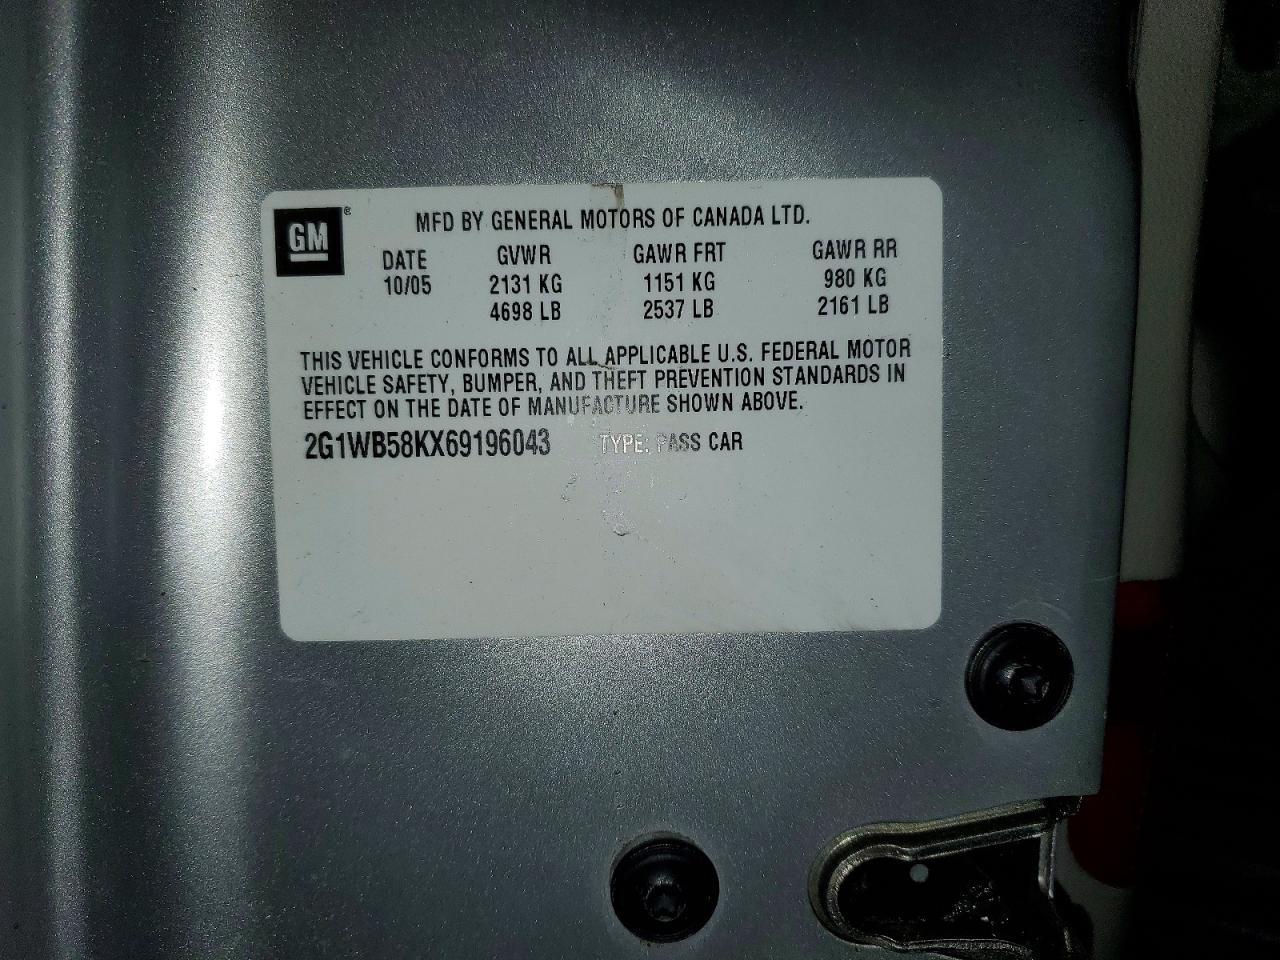 GM®
MFD BY GENERAL MOTORS OF CANADA LTD.
DATE GVWR GAWR FRT GAWR RR
10/05 2131 KG 1151 KG 980 KG
4698 LB 2537 LB 2161 LB
THIS VEHICLE CONFORMS TO ALL APPLICABLE U.S. FEDERAL MOTOR
VEHICLE SAFETY, BUMPER, AND THEFT PREVENTION STANDARDS IN
EFFECT ON THE DATE OF MANUFACTURE SHOWN ABOVE.
2G1WB58KX69196043 TYPE: PASS CAR